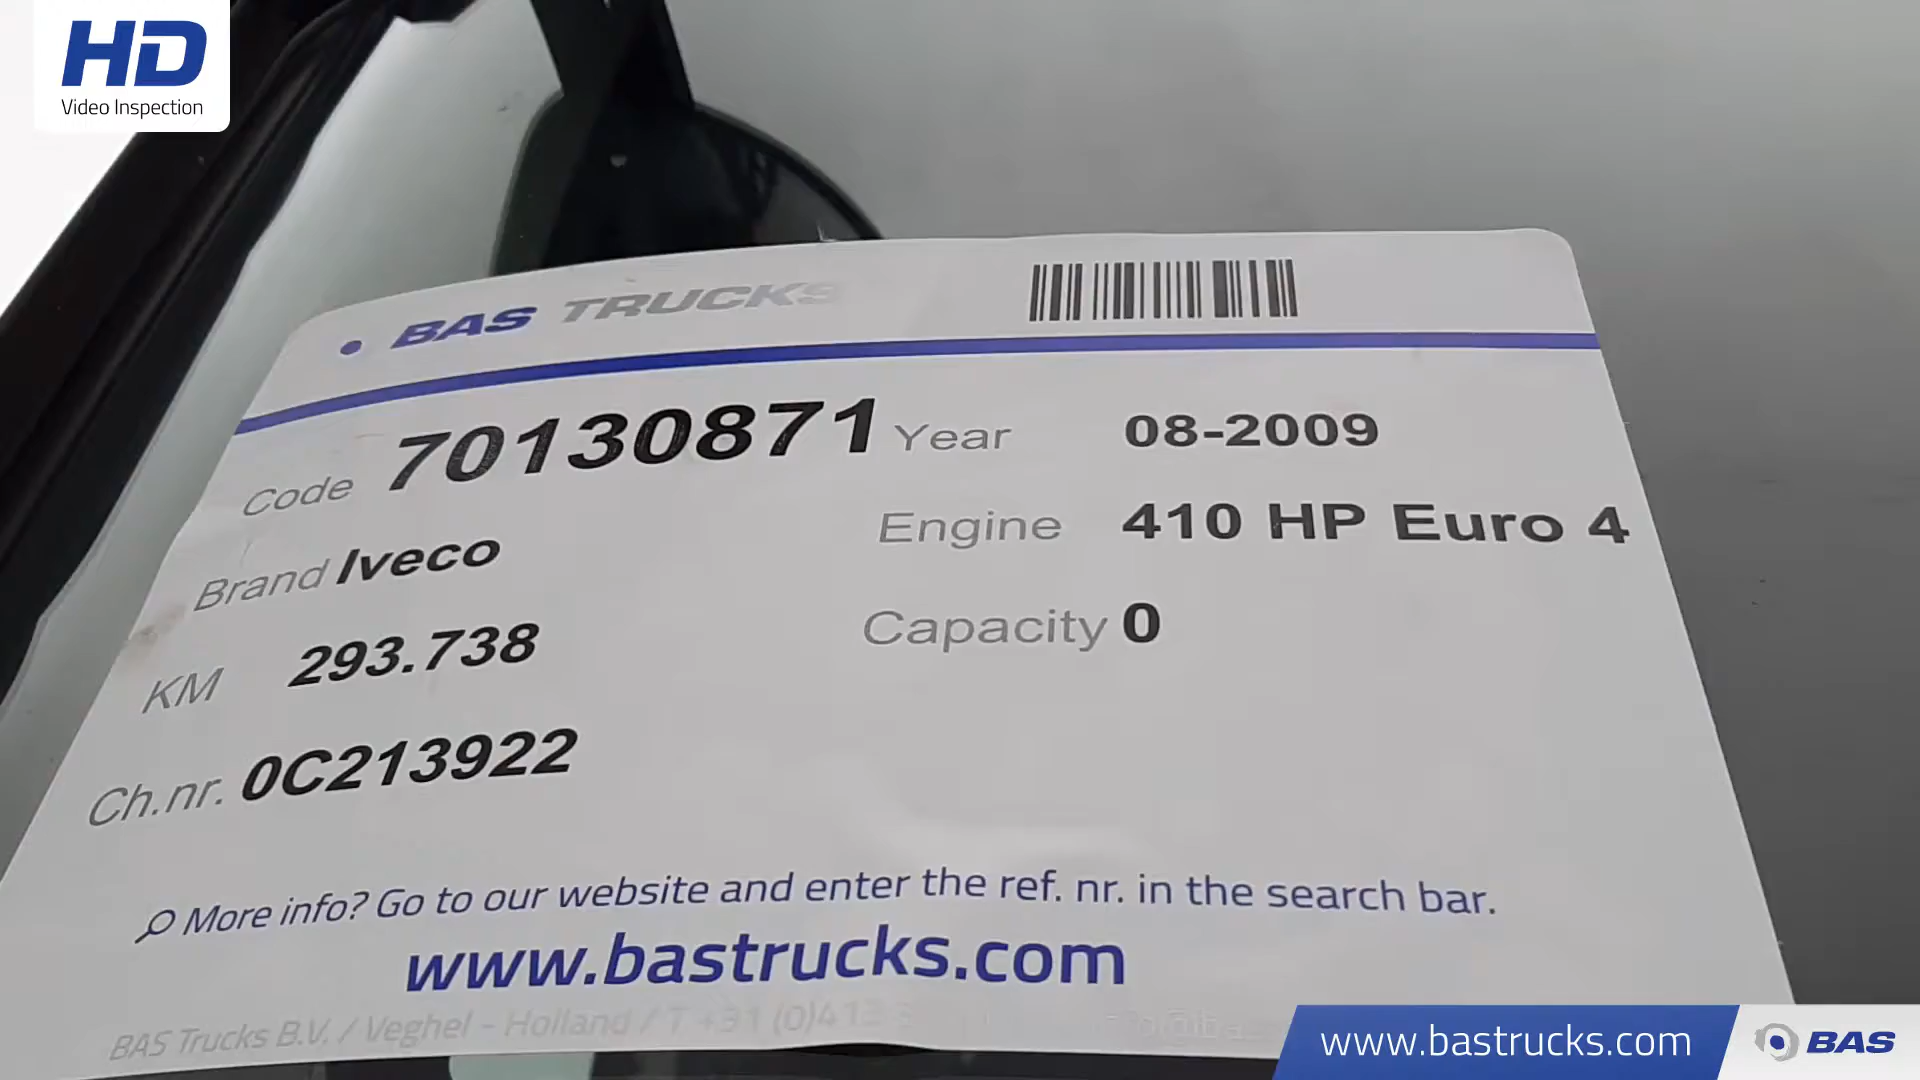 HD
Video Inspection
BAS TRUCKS
Code 70130871 Year 08-2009
Brand Iveco Engine 410 HP Euro 4
KM 293.738 Capacity 0
Ch.nr. 0C213922
More info? Go to our website and enter the ref. nr. in the search bar.
www.bastrucks.com
BAS Trucks B.V. / Veghel - Holland / T +31 (0)413
www.bastrucks.com BAS